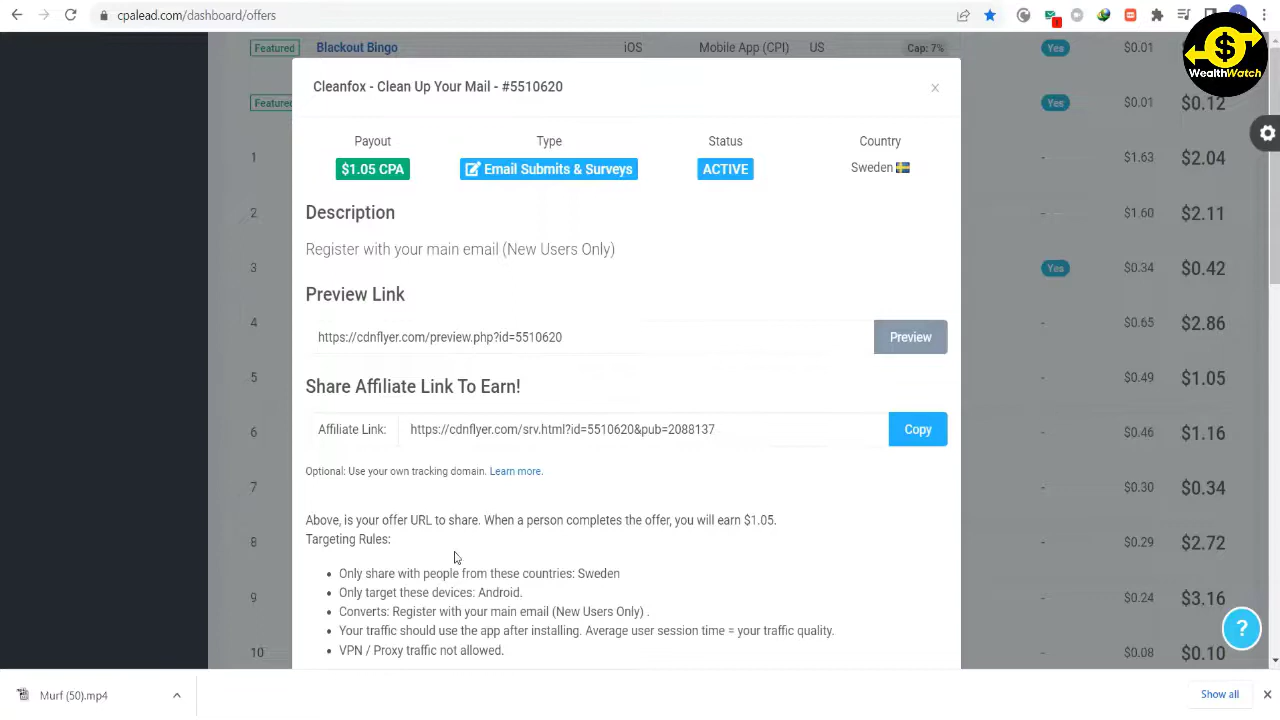 cpalead.com/dashboard/offers
WealthWatch
Featured Blackout Bingo iOS Mobile App (CPI) US Cap: 7% Yes $0.01
Featured Yes $0.01 $0.12
Cleanfox - Clean Up Your Mail - #5510620 ×
Payout Type Status Country
$1.05 CPA Email Submits & Surveys ACTIVE Sweden
Description
Register with your main email (New Users Only)
Preview Link
https://cdnflyer.com/preview.php?id=5510620 Preview
Share Affiliate Link To Earn!
Affiliate Link: https://cdnflyer.com/srv.html?id=5510620&pub=2088137 Copy
Optional: Use your own tracking domain. Learn more.
Above, is your offer URL to share. When a person completes the offer, you will earn $1.05.
Targeting Rules:
• Only share with people from these countries: Sweden
• Only target these devices: Android.
• Converts: Register with your main email (New Users Only) .
• Your traffic should use the app after installing. Average user session time = your traffic quality.
• VPN / Proxy traffic not allowed.
1 - $1.63 $2.04
2 - $1.60 $2.11
3 Yes $0.34 $0.42
4 - $0.65 $2.86
5 - $0.49 $1.05
6 - $0.46 $1.16
7 - $0.30 $0.34
8 - $0.29 $2.72
9 - $0.24 $3.16
10 - $0.08 $0.10
?
Murf (50).mp4 Show all